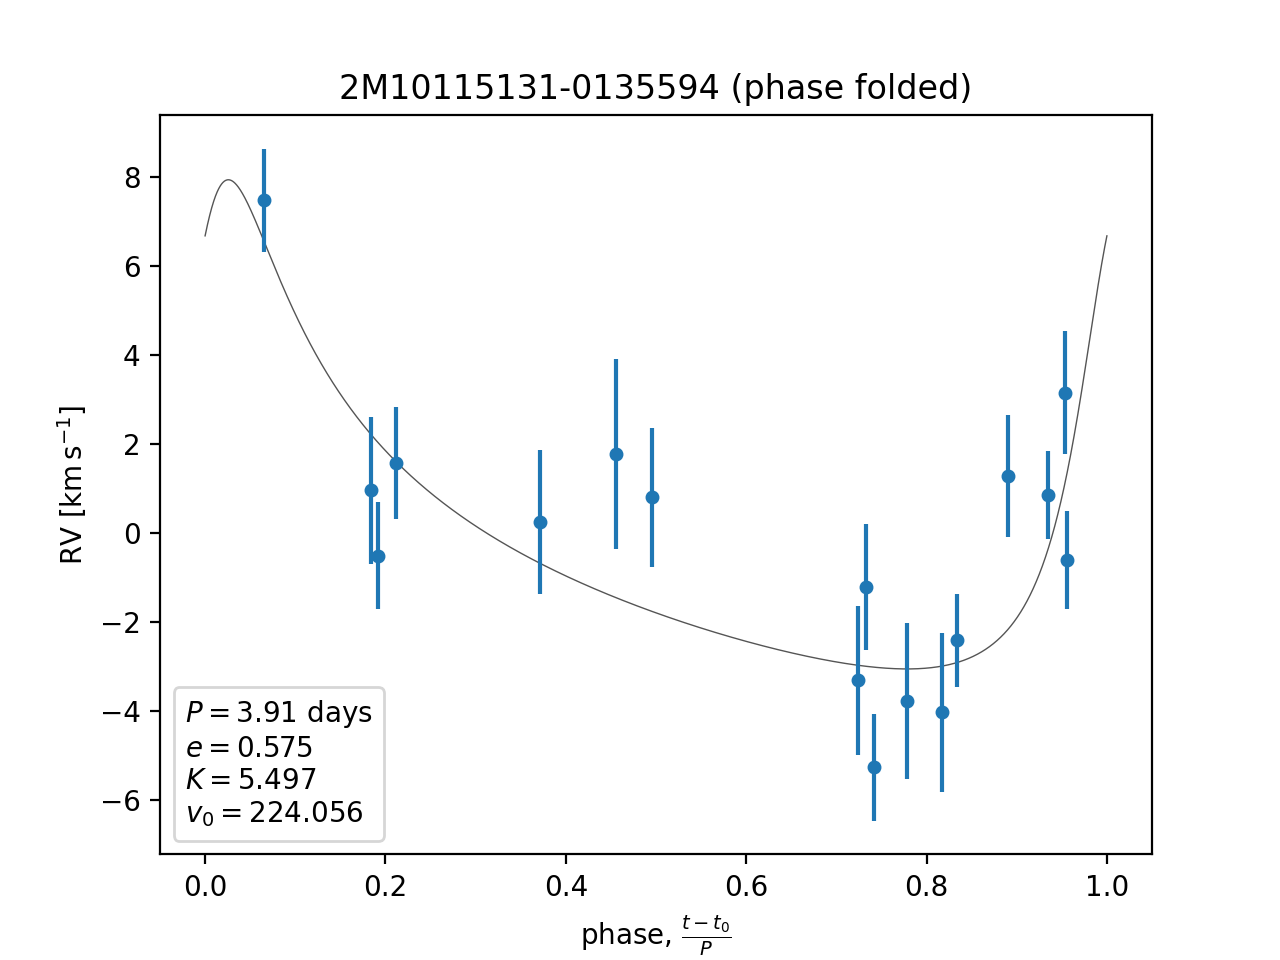 2M10115131-0135594 (phase folded)
RV [km s⁻¹]
8
6
4
2
0
−2
−4
−6
P = 3.91 days
e = 0.575
K = 5.497
v₀ = 224.056
0.0 0.2 0.4 0.6 0.8 1.0
phase, (t − t₀)/P